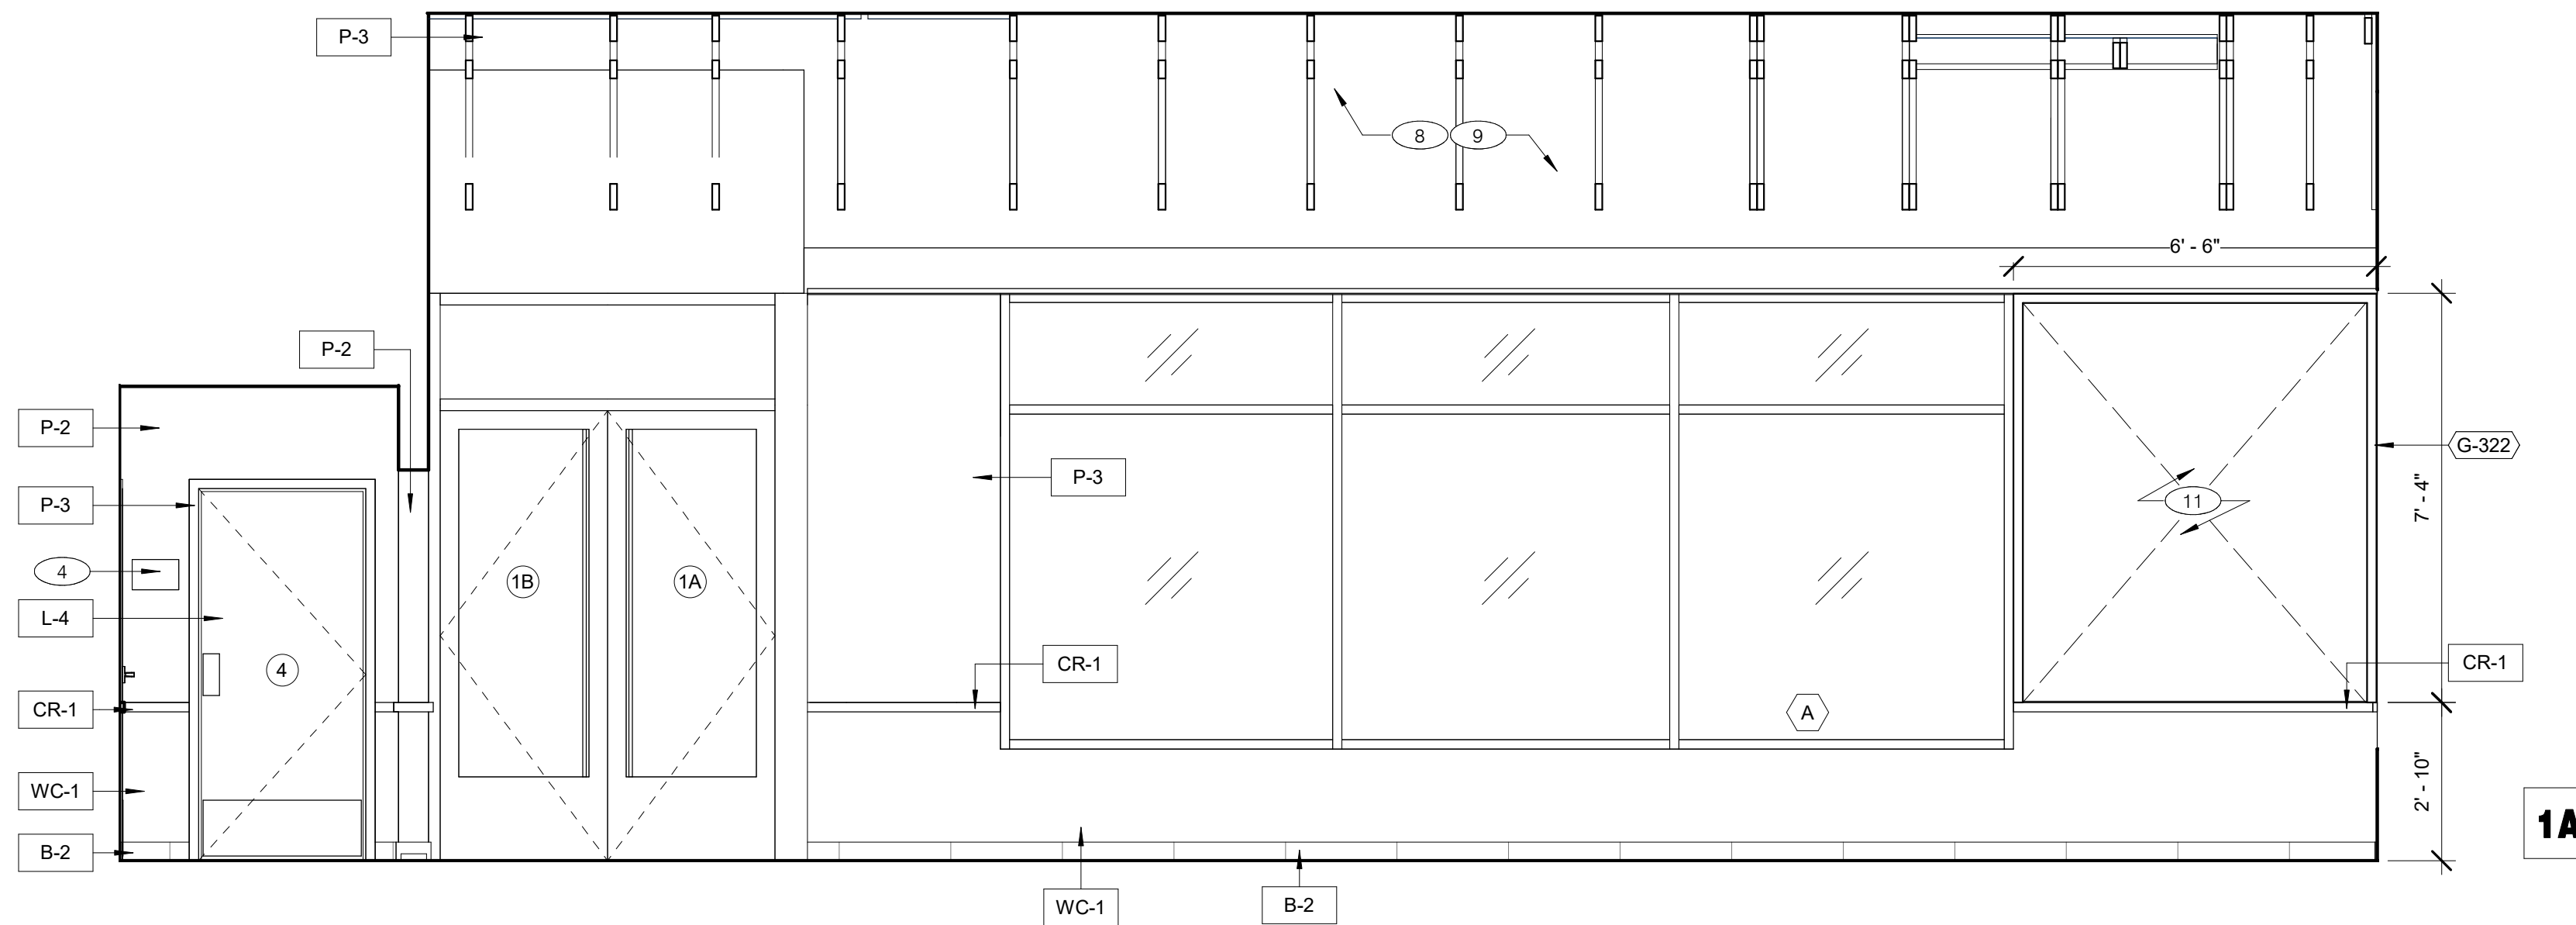 P-3
8 9
6' - 6"
P-2
P-2
G-322
P-3
P-3
11
7' - 4"
4
1B
1A
L-4
4
CR-1
CR-1
CR-1
A
WC-1
2' - 10"
1A
B-2
WC-1
B-2